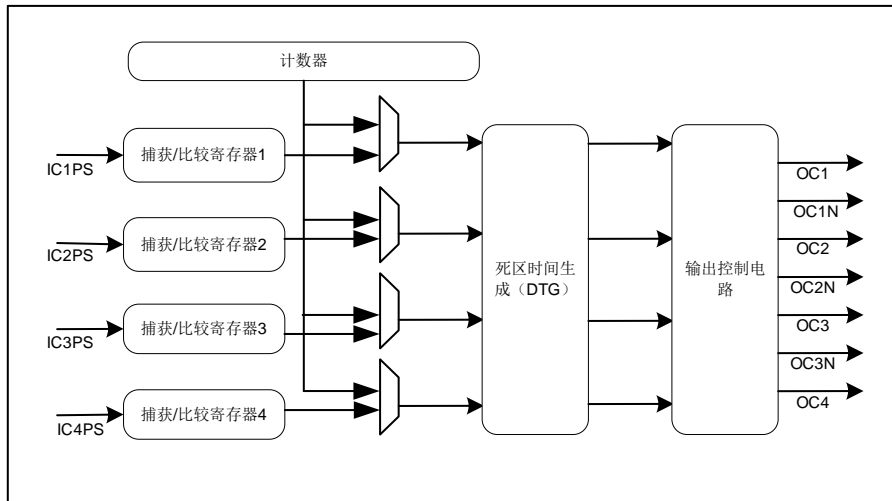 计数器
IC1PS
捕获/比较寄存器1
IC2PS
捕获/比较寄存器2
IC3PS
捕获/比较寄存器3
IC4PS
捕获/比较寄存器4
死区时间生
成（DTG）
输出控制电
路
OC1
OC1N
OC2
OC2N
OC3
OC3N
OC4